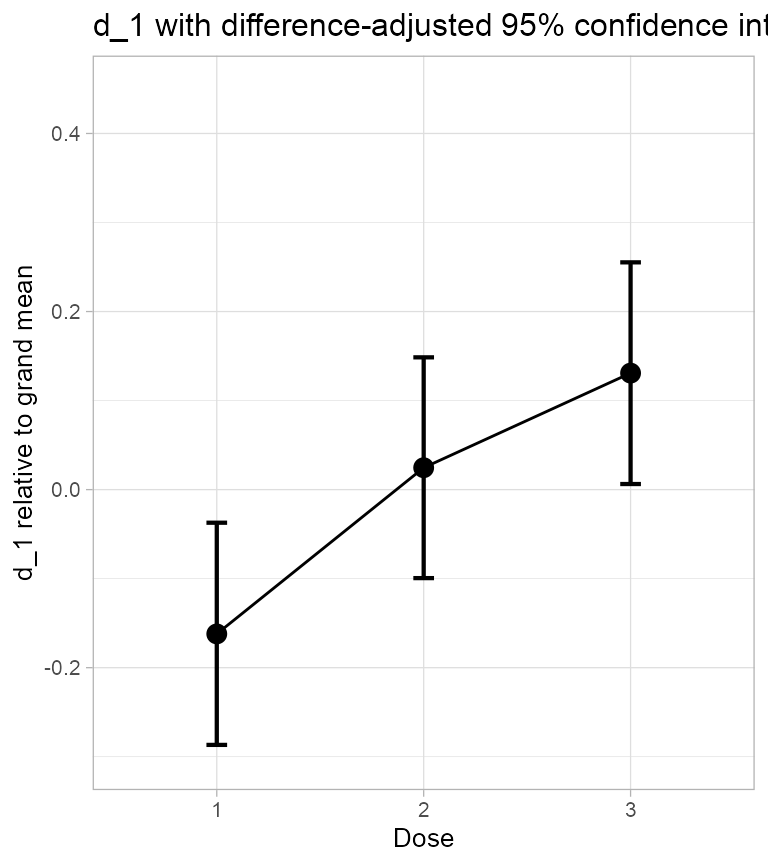 d_1 with difference-adjusted 95% confidence int
0.4
0.2
0.0
-0.2
d_1 relative to grand mean
1 2 3
Dose